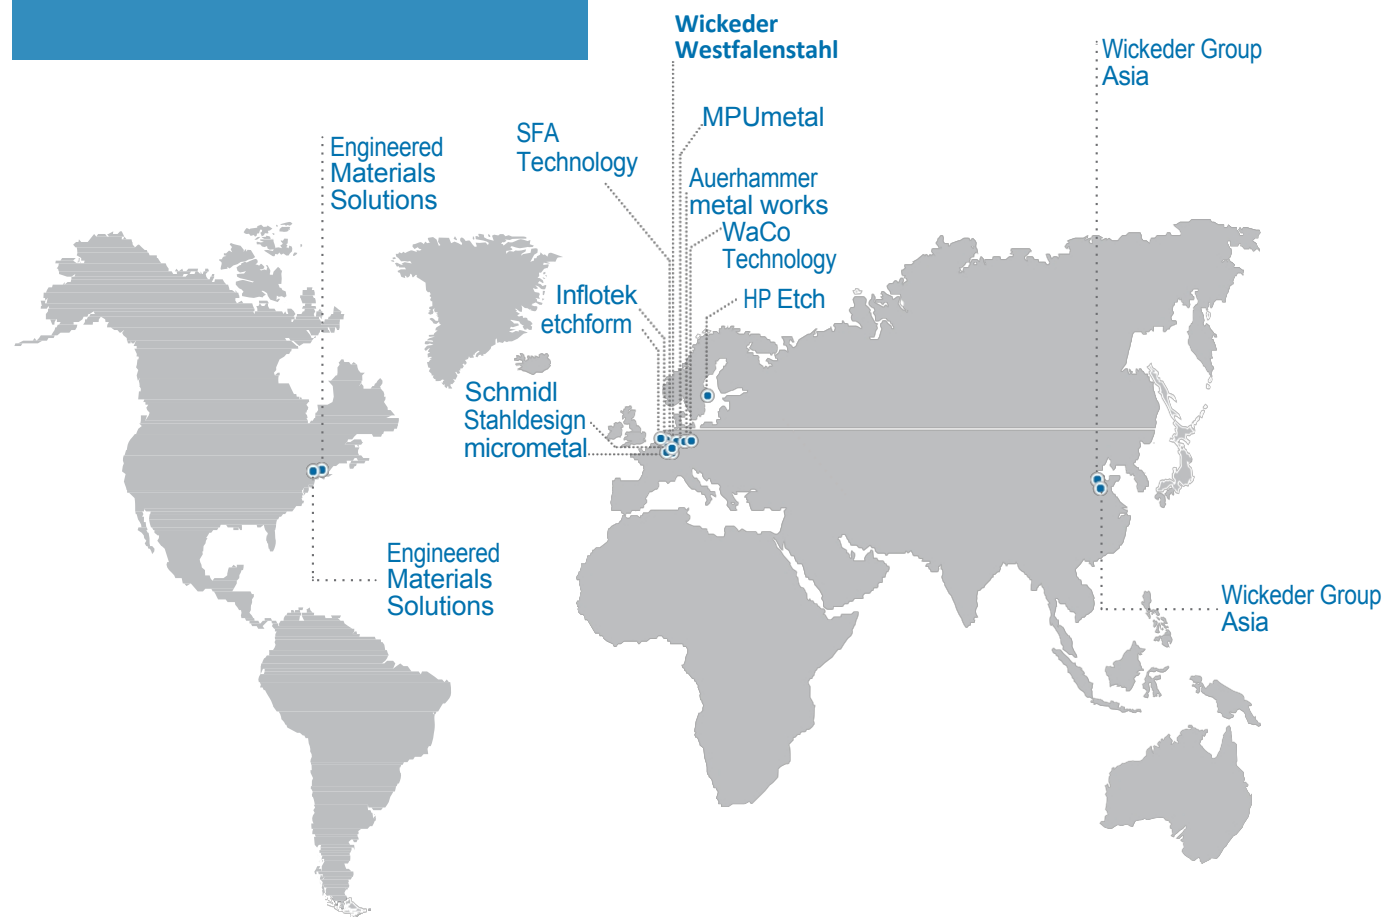 Wickeder
Westfalenstahl
Wickeder Group
Asia
MPUmetal
SFA
Technology
Engineered
Materials
Solutions
Auerhammer
metal works
WaCo
Technology
Inflotek
etchform
HP Etch
Schmidl
Stahldesign
micrometal
Engineered
Materials
Solutions
Wickeder Group
Asia